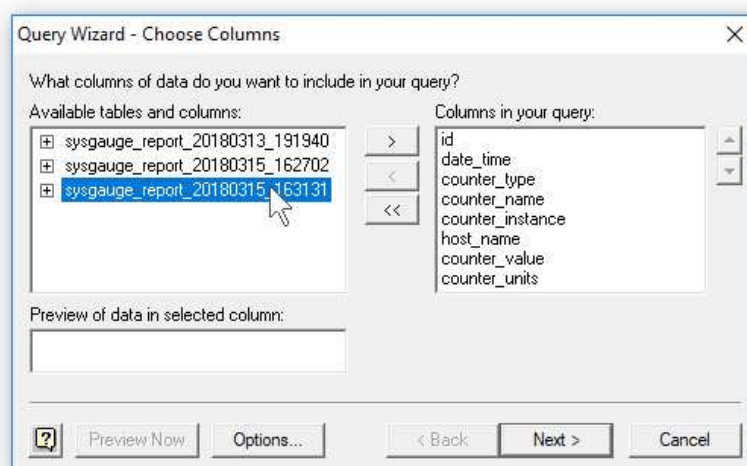 Query Wizard - Choose Columns
What columns of data do you want to include in your query?
Available tables and columns:
sysgauge_report_20180313_191940
sysgauge_report_20180315_162702
sysgauge_report_20180315_163131
>
<
<<
Columns in your query:
id
date_time
counter_type
counter_name
counter_instance
host_name
counter_value
counter_units
Preview of data in selected column:
Preview Now
Options...
< Back
Next >
Cancel